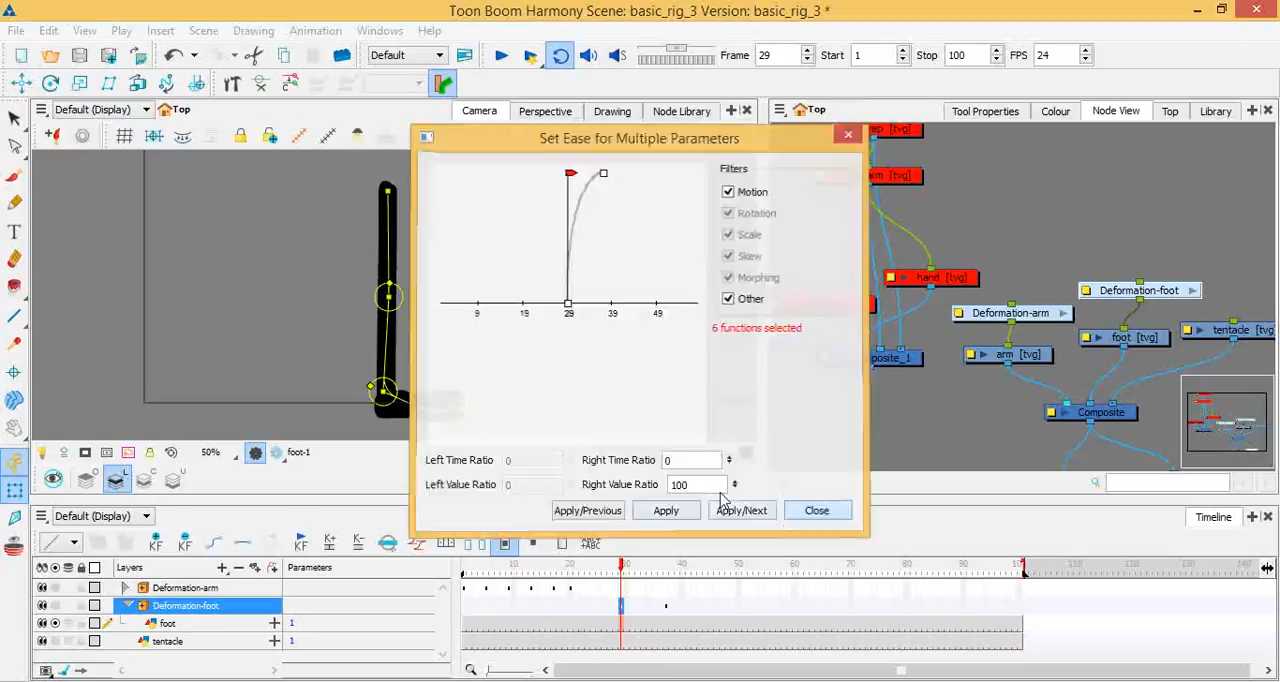 Toon Boom Harmony Scene: basic_rig_3 Version: basic_rig_3 *
File Edit View Play Insert Scene Drawing Animation Windows Help
Default Frame 29 Start 1 Stop 100 FPS 24
Default (Display) Top Camera Perspective Drawing Node Library Top Tool Properties Colour Node View Top Library
Set Ease for Multiple Parameters
Filters
Motion
Rotation
Scale
Skew
Morphing
Other
6 functions selected
9 19 29 39 49
Left Time Ratio 0 Right Time Ratio 0
Left Value Ratio 0 Right Value Ratio 100
Apply/Previous Apply Apply/Next Close
[tvg]
arm [tvg]
hand [tvg]
Deformation-foot
Deformation-arm
foot [tvg]
tentacle [tvg]
arm [tvg]
Composite
50% foot-1
Default (Display) Timeline
Layers Parameters
Deformation-arm
Deformation-foot
foot 1
tentacle 1